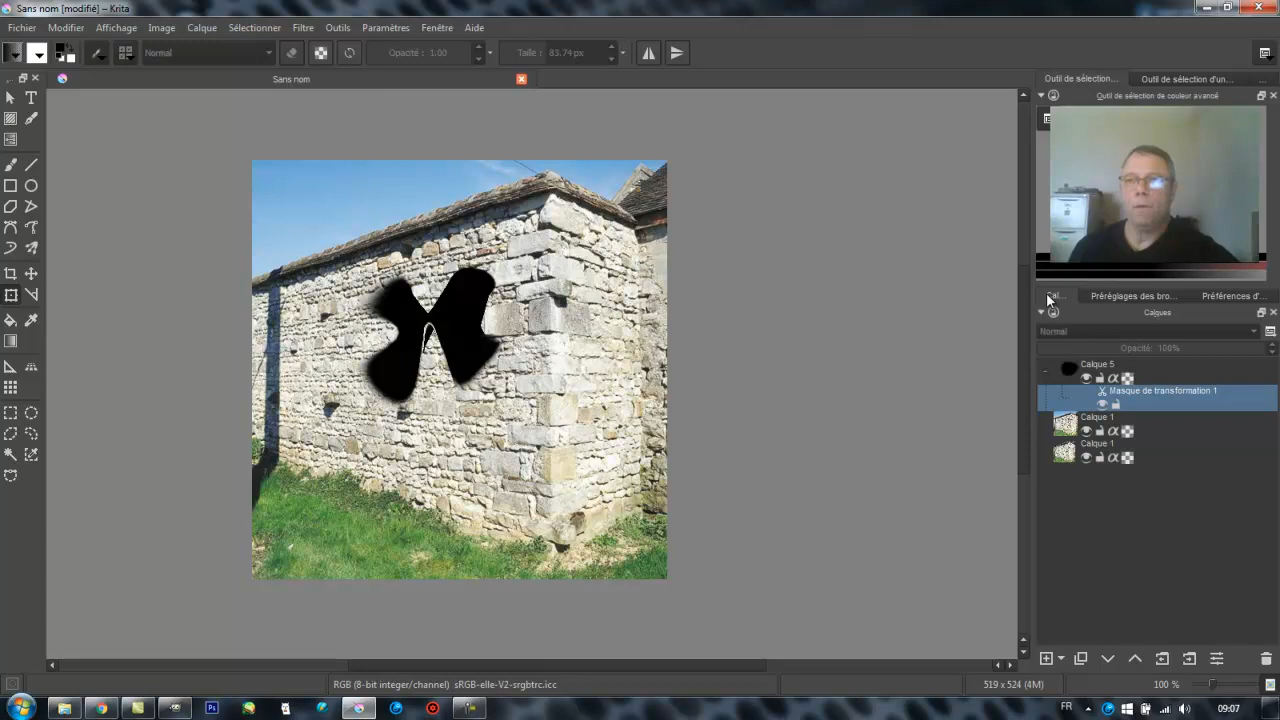 Sans nom [modifié] - Krita
Fichier Modifier Affichage Image Calque Sélectionner Filtre Outils Paramètres Fenêtre Aide
Normal Opacité : 1.00 Taille : 83.74 px
Sans nom
Outil de sélection... Outil de sélection d'un... ...
Outil de sélection de couleur avancé
Cal... Préréglages des bro... Préférences d'...
Calques
Normal
Opacité: 100%
Calque 5
Masque de transformation 1
Calque 1
Calque 1
RGB (8-bit integer/channel) sRGB-elle-V2-srgbtrc.icc 519 x 524 (4M) 100 %
FR 09:07